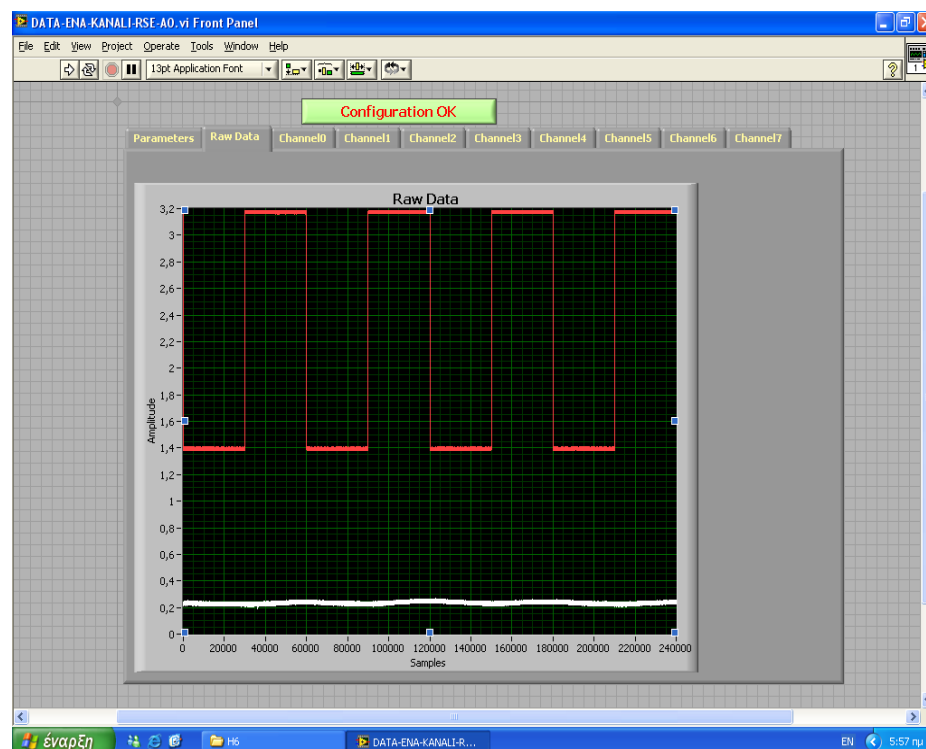 DATA-ENA-KANALI-RSE-AO.vi Front Panel
File Edit View Project Operate Tools Window Help
13pt Application Font
?
1
Configuration OK
Parameters Raw Data Channel0 Channel1 Channel2 Channel3 Channel4 Channel5 Channel6 Channel7
Raw Data
3,2
3
2,8
2,6
2,4
2,2
2
1,8
1,6
1,4
1,2
1
0,8
0,6
0,4
0,2
0
Amplitude
0 20000 40000 60000 80000 100000 120000 140000 160000 180000 200000 220000 240000
Samples
έναρξη H6 DATA-ENA-KANALI-R... EN 5:57 πμ